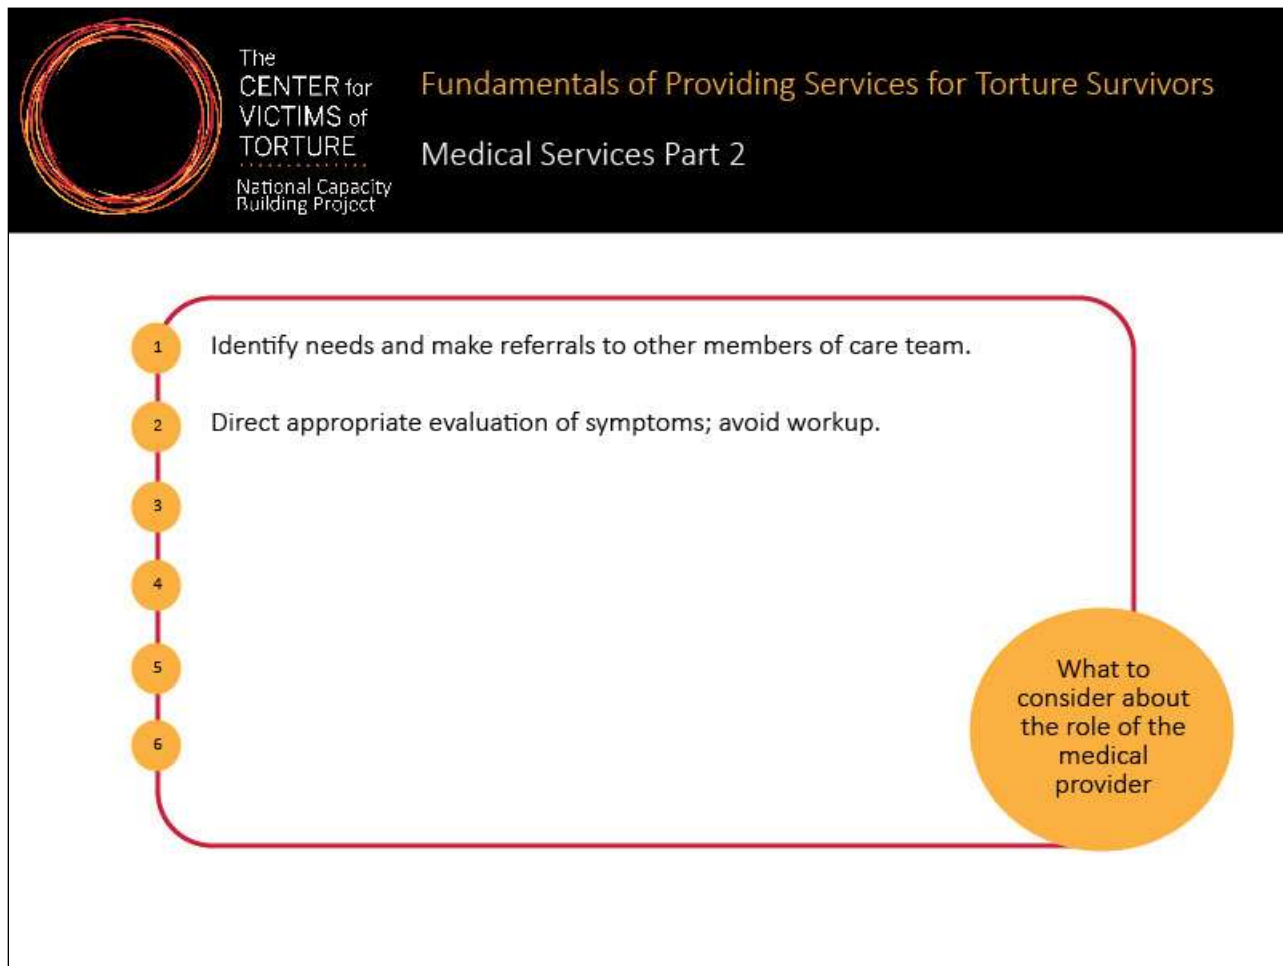 The
CENTER for
VICTIMS of
TORTURE
National Capacity
Building Project
Fundamentals of Providing Services for Torture Survivors
Medical Services Part 2
1 Identify needs and make referrals to other members of care team.
2 Direct appropriate evaluation of symptoms; avoid workup.
3
4
5
6
What to
consider about
the role of the
medical
provider